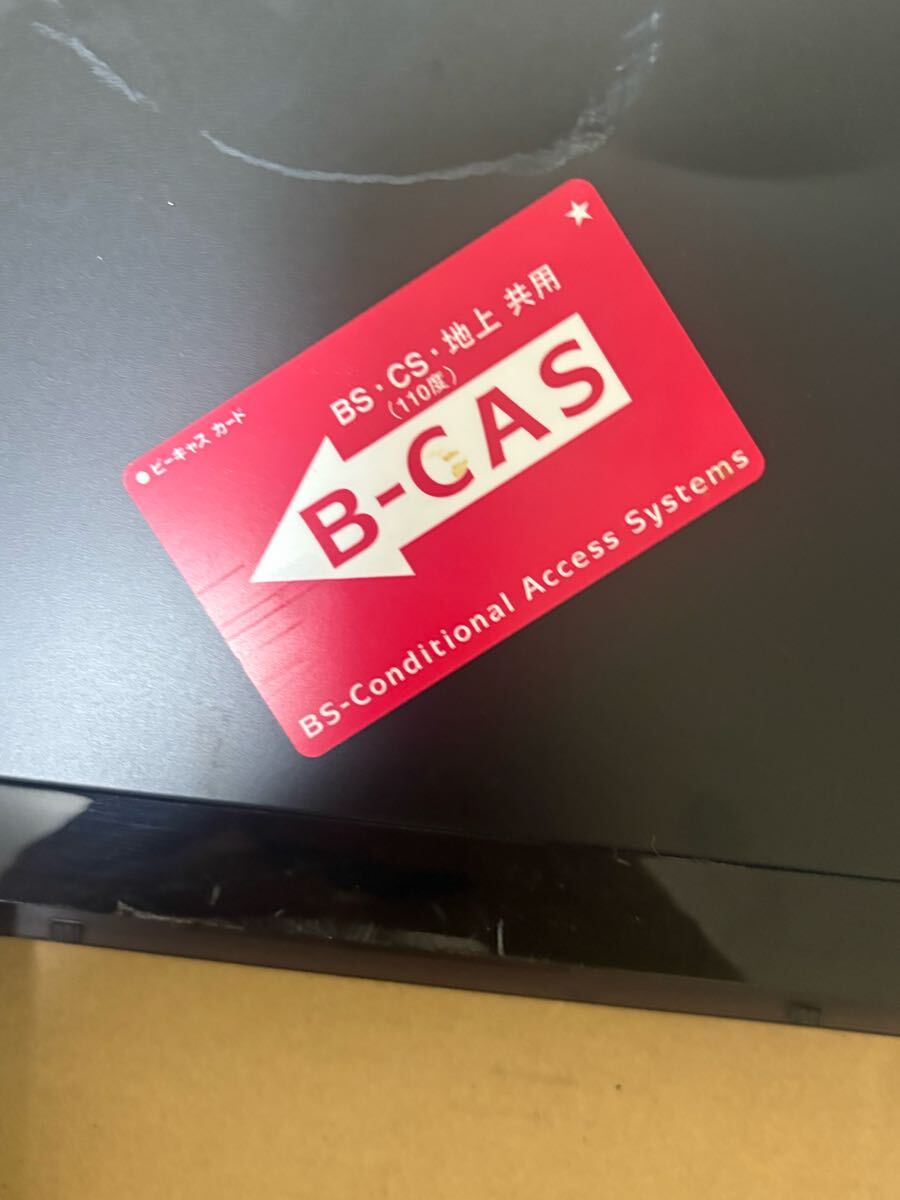 ★
BS・CS・地上 共用
(110度)
●ビーキャス カード
B-CAS
BS-Conditional Access Systems